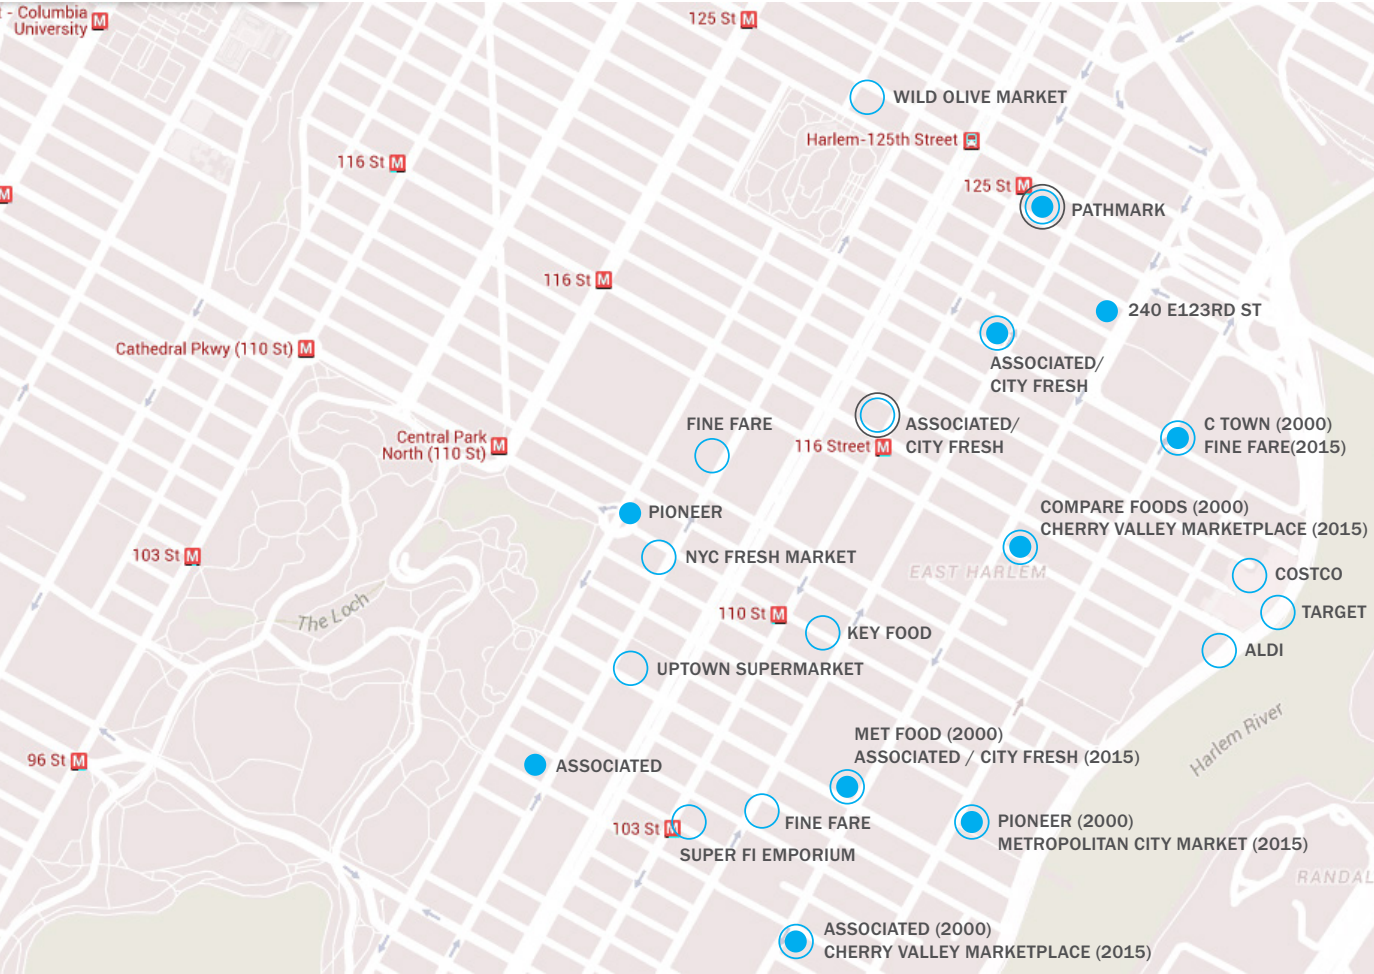 - Columbia
University
125 St M
WILD OLIVE MARKET
Harlem-125th Street
116 St M
M
125 St M
PATHMARK
116 St M
240 E123RD ST
Cathedral Pkwy (110 St) M
ASSOCIATED/
CITY FRESH
FINE FARE
ASSOCIATED/
CITY FRESH
116 Street M
C TOWN (2000)
FINE FARE(2015)
Central Park
North (110 St) M
PIONEER
COMPARE FOODS (2000)
CHERRY VALLEY MARKETPLACE (2015)
103 St M
NYC FRESH MARKET
EAST HARLEM
COSTCO
The Loch
110 St M
TARGET
KEY FOOD
ALDI
UPTOWN SUPERMARKET
Harlem River
MET FOOD (2000)
ASSOCIATED / CITY FRESH (2015)
96 St M
ASSOCIATED
103 St M
FINE FARE
PIONEER (2000)
METROPOLITAN CITY MARKET (2015)
SUPER FI EMPORIUM
RANDAL
ASSOCIATED (2000)
CHERRY VALLEY MARKETPLACE (2015)